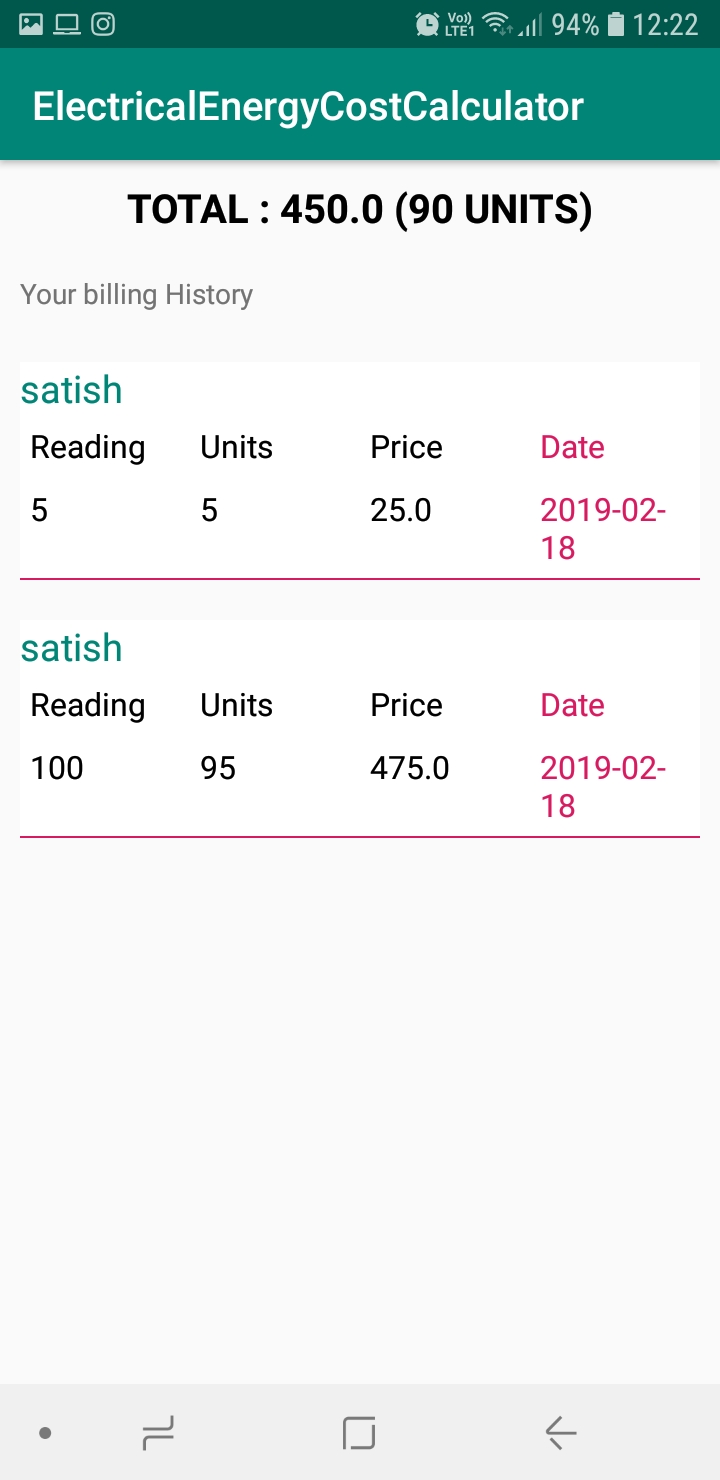 Vo)) LTE1 94% 12:22
ElectricalEnergyCostCalculator
TOTAL : 450.0 (90 UNITS)
Your billing History
satish
Reading Units Price Date
5 5 25.0 2019-02-
18
satish
Reading Units Price Date
100 95 475.0 2019-02-
18